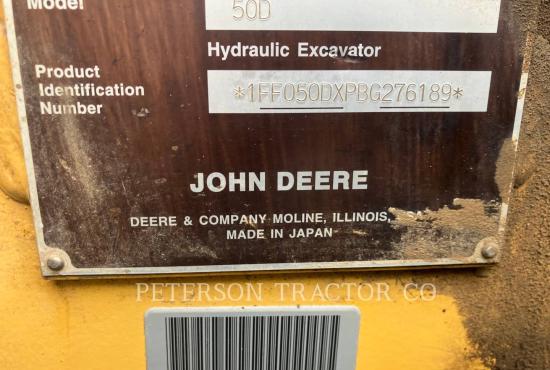 Model
50D
Hydraulic Excavator
Product
Identification
Number
*1FF050DXPBG276189*
JOHN DEERE
DEERE & COMPANY MOLINE, ILLINOIS,
MADE IN JAPAN
PETERSON TRACTOR CO